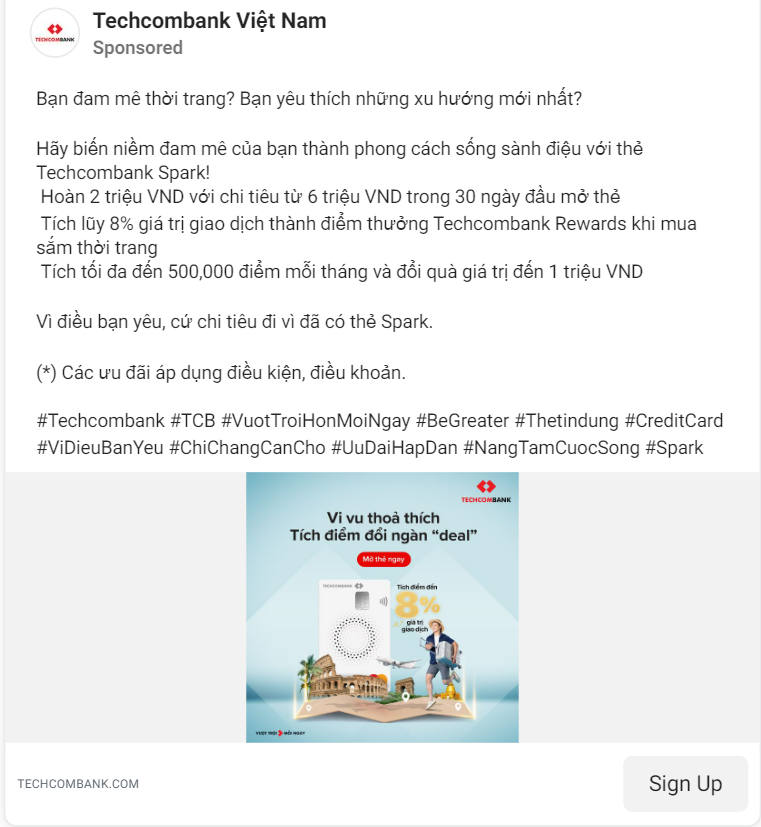 TECHCOMBANK
Techcombank Việt Nam
Sponsored
Bạn đam mê thời trang? Bạn yêu thích những xu hướng mới nhất?
Hãy biến niềm đam mê của bạn thành phong cách sống sành điệu với thẻ
Techcombank Spark!
Hoàn 2 triệu VND với chi tiêu từ 6 triệu VND trong 30 ngày đầu mở thẻ
Tích lũy 8% giá trị giao dịch thành điểm thưởng Techcombank Rewards khi mua
sắm thời trang
Tích tối đa đến 500,000 điểm mỗi tháng và đổi quà giá trị đến 1 triệu VND
Vì điều bạn yêu, cứ chi tiêu đi vì đã có thẻ Spark.
(*) Các ưu đãi áp dụng điều kiện, điều khoản.
#Techcombank #TCB #VuotTroiHonMoiNgay #BeGreater #Thetindung #CreditCard
#ViDieuBanYeu #ChiChangCanCho #UuDaiHapDan #NangTamCuocSong #Spark
TECHCOMBANK
Vi vu thoả thích
Tích điểm đổi ngàn “deal”
Mở thẻ ngay
TECHCOMBANK
Tích điểm đến
8%
giá trị
giao dịch
VƯỢT TRỘI MỖI NGÀY
TECHCOMBANK.COM
Sign Up